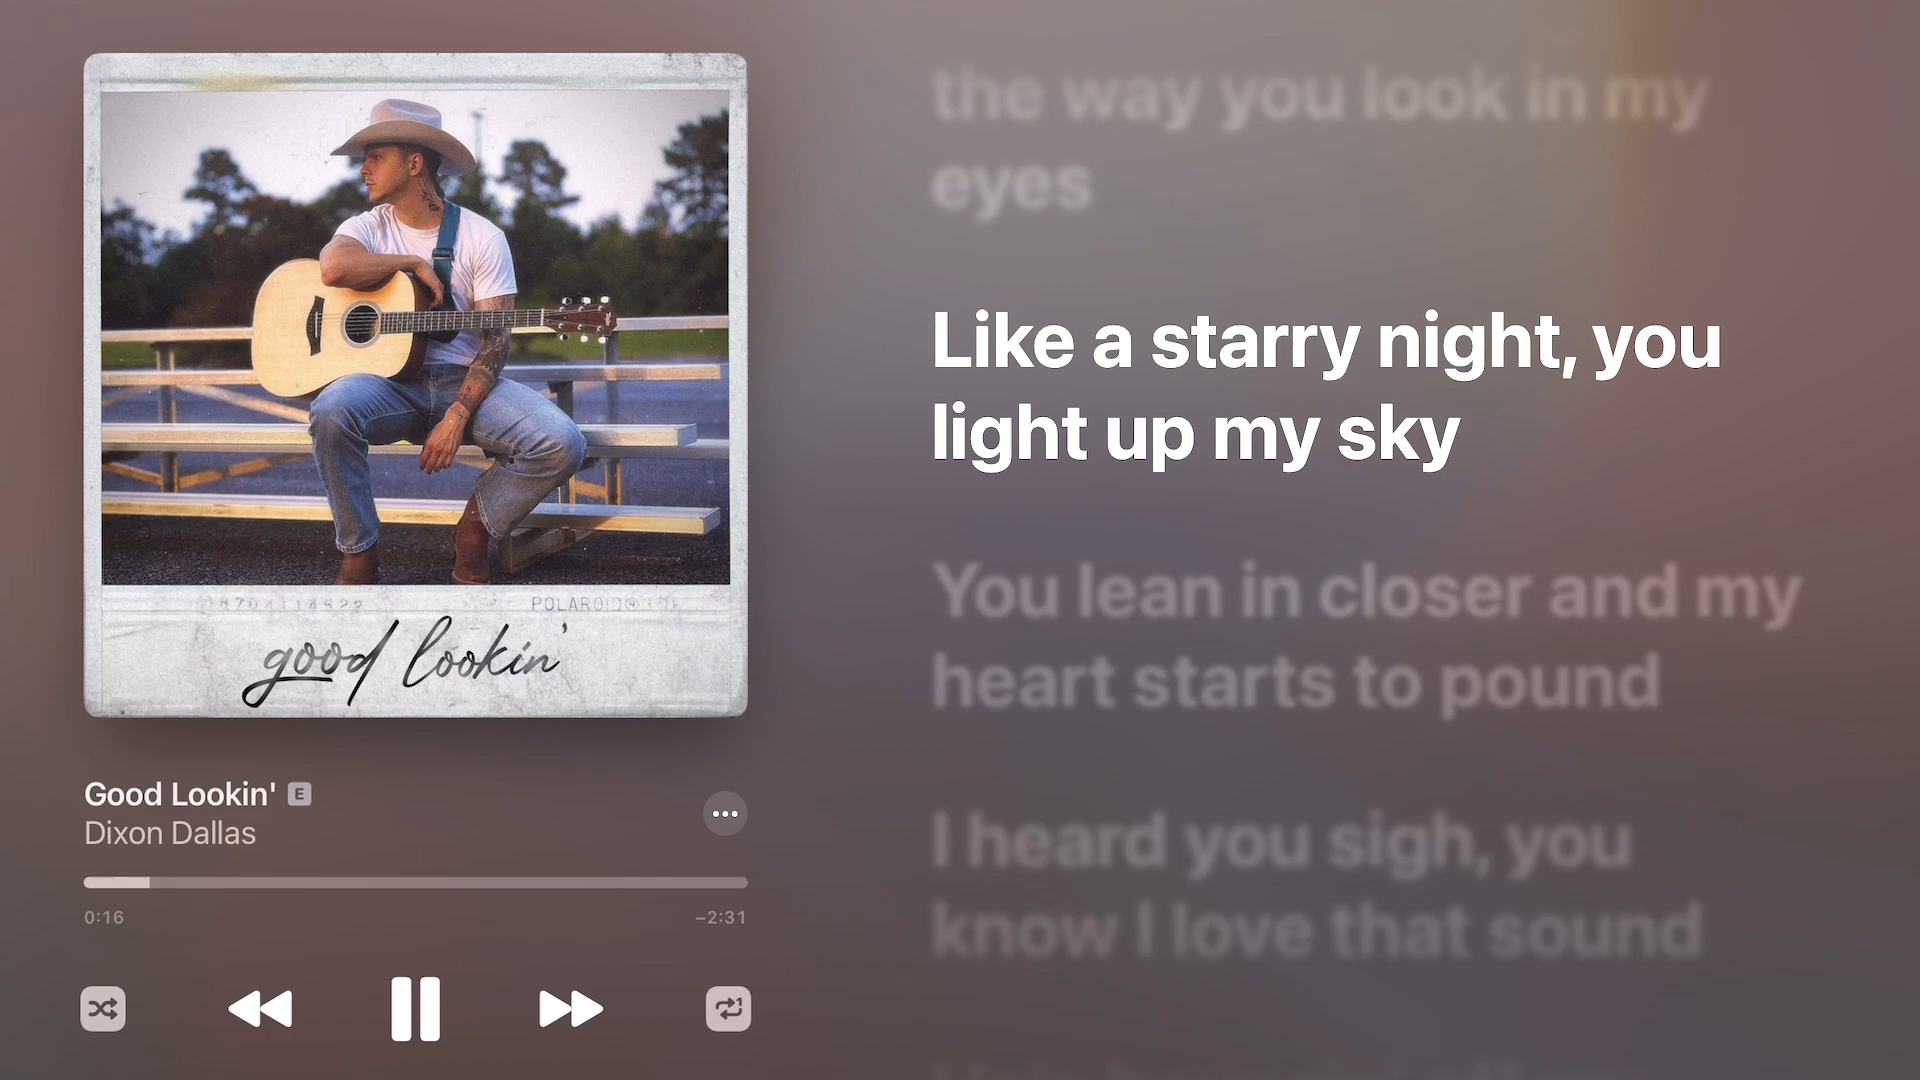 POLAROID®
good lookin'
Good Lookin' E
Dixon Dallas
0:16
−2:31
1
the way you look in my
eyes
Like a starry night, you
light up my sky
You lean in closer and my
heart starts to pound
I heard you sigh, you
know I love that sound